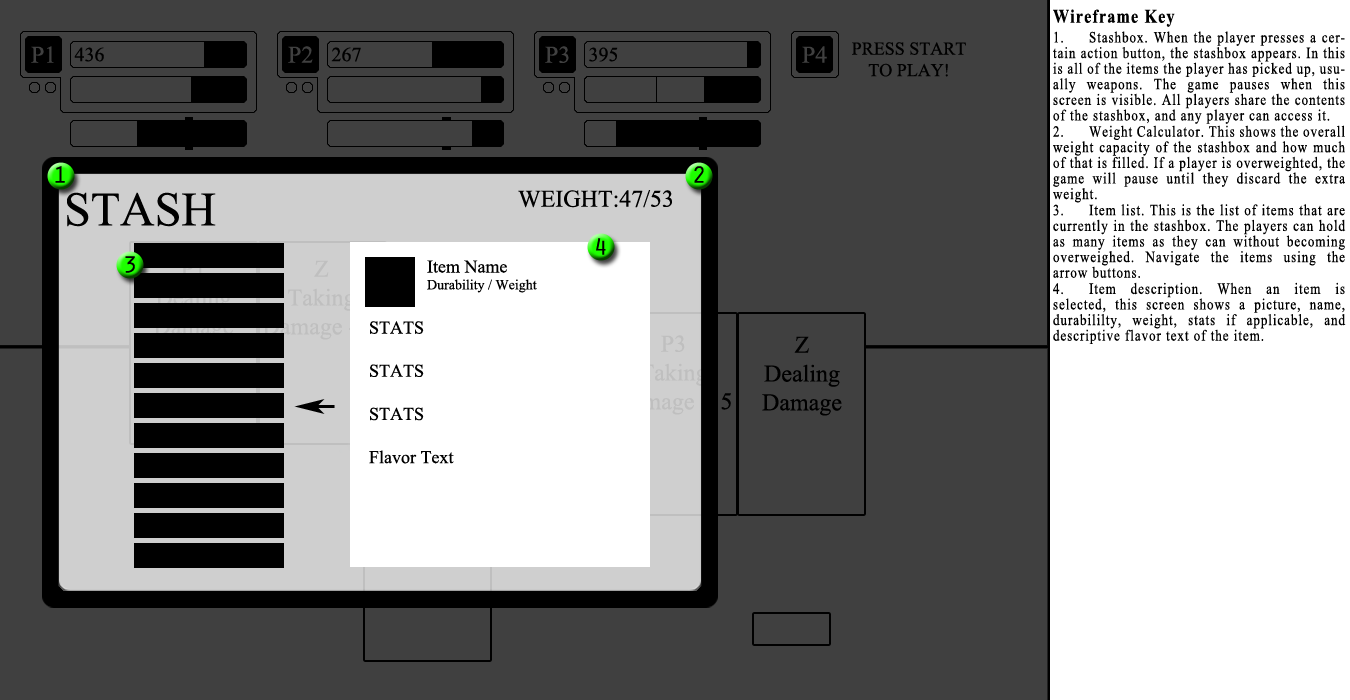 P1
436
P2
267
P3
395
P4
PRESS START
TO PLAY!
1
2
STASH
WEIGHT:47/53
3
4
Item Name
Durability / Weight
STATS
STATS
STATS
Flavor Text
Z
Taking
Damage
Dealing
Damage
P3
Taking
mage
5
Z
Dealing
Damage
Wireframe Key
1. Stashbox. When the player presses a cer-
tain action button, the stashbox appears. In this
is all of the items the player has picked up, usu-
ally weapons. The game pauses when this
screen is visible. All players share the contents
of the stashbox, and any player can access it.
2. Weight Calculator. This shows the overall
weight capacity of the stashbox and how much
of that is filled. If a player is overweighted, the
game will pause until they discard the extra
weight.
3. Item list. This is the list of items that are
currently in the stashbox. The players can hold
as many items as they can without becoming
overweighed. Navigate the items using the
arrow buttons.
4. Item description. When an item is
selected, this screen shows a picture, name,
durabililty, weight, stats if applicable, and
descriptive flavor text of the item.